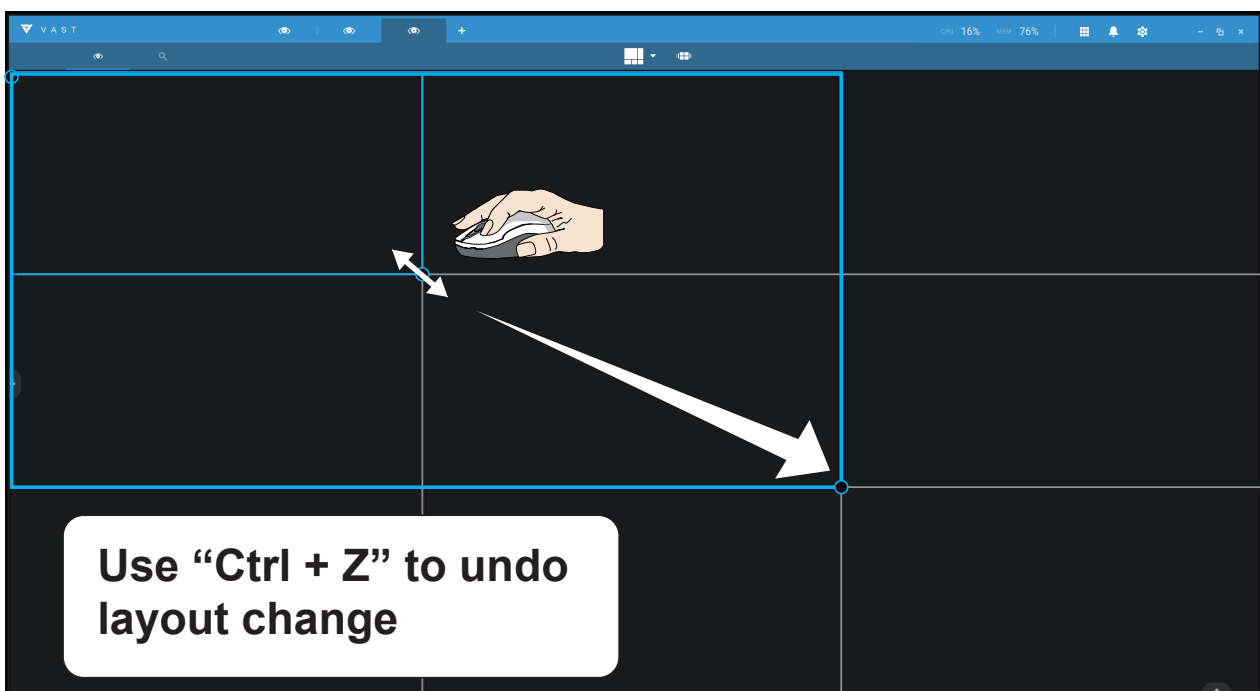 VAST
CPU 16% MEM 76%
Use “Ctrl + Z” to undo
layout change